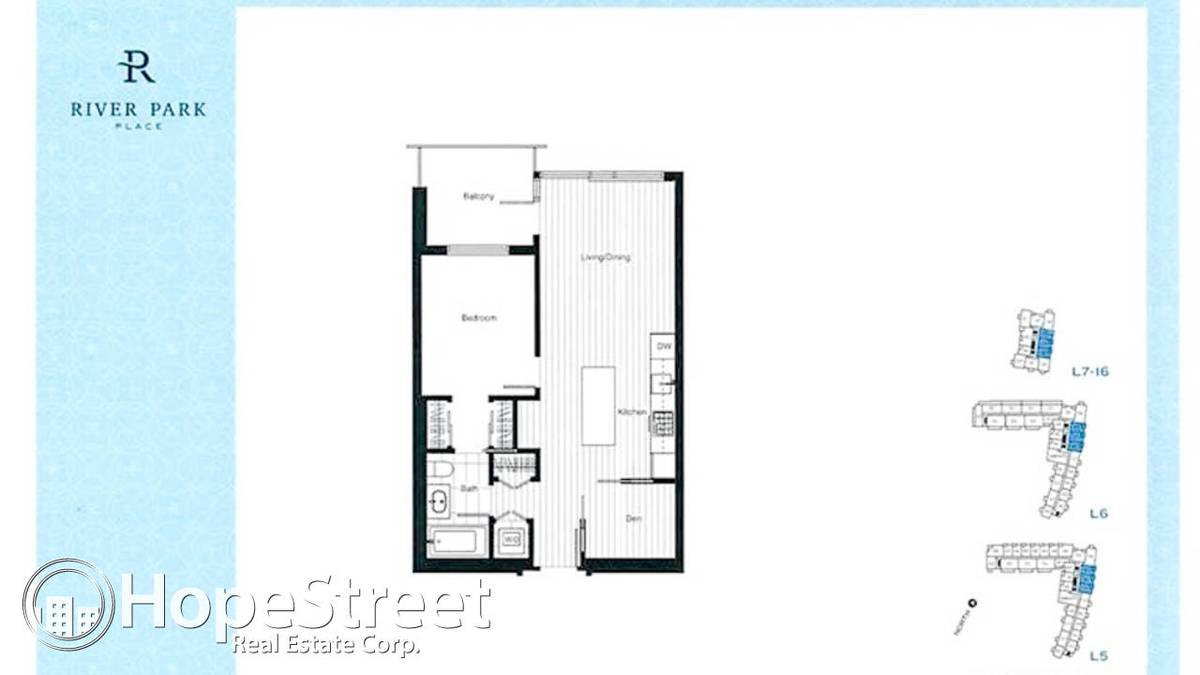 R
RIVER PARK
PLACE
Balcony
Living/Dining
Bedroom
DW
Kitchen
Bath
Den
WD
L7-16
L6
NORTH
L5
HopeStreet
Real Estate Corp.